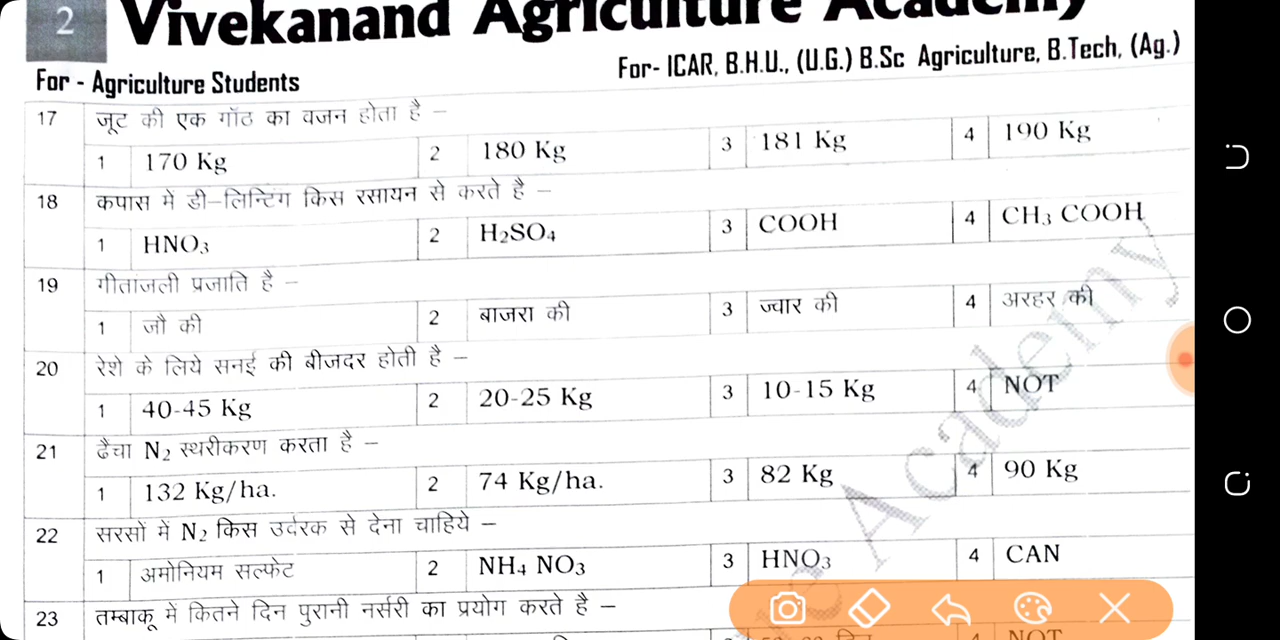 2 Vivekanand Agriculture Academy
For - Agriculture Students For- ICAR, B.H.U., (U.G.) B.Sc Agriculture, B.Tech, (Ag.)
17 जूट की एक गॉठ का वजन होता है –
1 170 Kg 2 180 Kg 3 181 Kg 4 190 Kg
18 कपास में डी–लिन्टिग किस रसायन से करते है –
1 HNO₃ 2 H₂SO₄ 3 COOH 4 CH₃ COOH
19 गीताजली प्रजाति है –
1 जौ की 2 बाजरा की 3 ज्वार की 4 अरहर की
20 रेशे के लिये सनई की बीजदर होती है –
1 40-45 Kg 2 20-25 Kg 3 10-15 Kg 4 NOT
21 ढैचा N₂ स्थरीकरण करता है –
1 132 Kg/ha. 2 74 Kg/ha. 3 82 Kg 4 90 Kg
22 सरसों में N₂ किस उर्दरक से देना चाहिये –
1 अमोनियम सल्फेट 2 NH₄ NO₃ 3 HNO₃ 4 CAN
23 तम्बाकू में कितने दिन पुरानी नर्सरी का प्रयोग करते है –
4 NOT
Academy